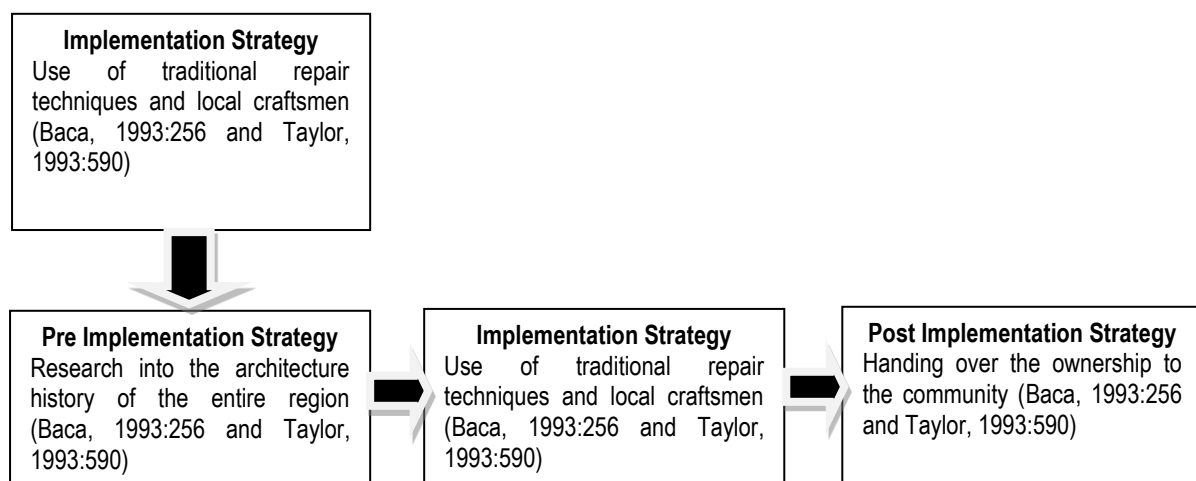 Implementation Strategy
Use of traditional repair
techniques and local craftsmen
(Baca, 1993:256 and Taylor,
1993:590)
Pre Implementation Strategy
Research into the architecture
history of the entire region
(Baca, 1993:256 and Taylor,
1993:590)
Implementation Strategy
Use of traditional repair
techniques and local craftsmen
(Baca, 1993:256 and Taylor,
1993:590)
Post Implementation Strategy
Handing over the ownership to
the community (Baca, 1993:256
and Taylor, 1993:590)